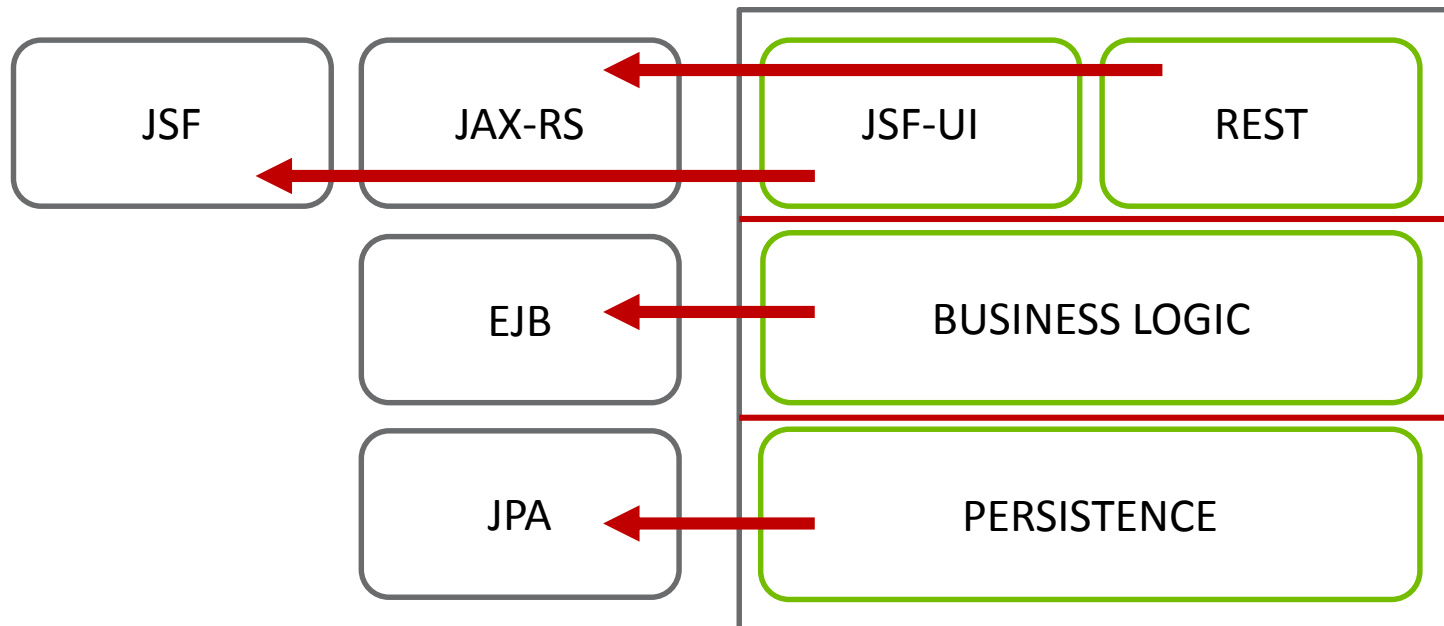 JSF
JAX-RS
JSF-UI
REST
EJB
BUSINESS LOGIC
JPA
PERSISTENCE